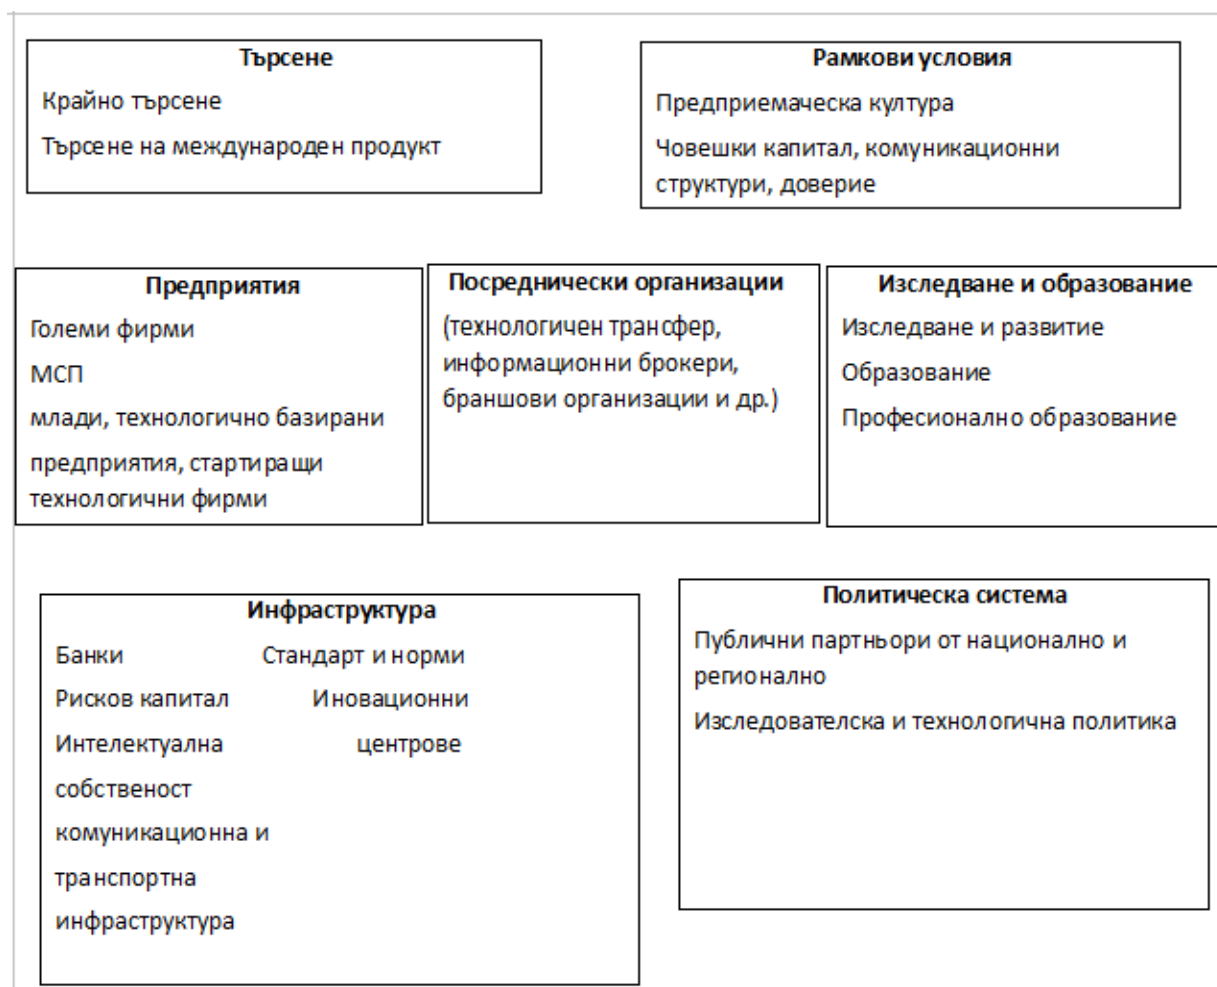 Търсене
Крайно търсене
Търсене на международен продукт
Рамкови условия
Предприемаческа култура
Човешки капитал, комуникационни
структури, доверие
Предприятия
Големи фирми
МСП
млади, технологично базирани
предприятия, стартиращи
технологични фирми
Посреднически организации
(технологичен трансфер,
информационни брокери,
браншови организации и др.)
Изследване и образование
Изследване и развитие
Образование
Професионално образование
Инфраструктура
Банки Стандарт и норми
Рисков капитал Иновационни
Интелектуална центрове
собственост
комуникационна и
транспортна
инфраструктура
Политическа система
Публични партньори от национално и
регионално
Изследователска и технологична политика